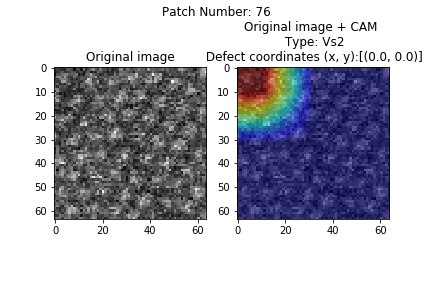 Patch Number: 76
Original image
Original image + CAM
Type: Vs2
Defect coordinates (x, y):[(0.0, 0.0)]
0
10
20
30
40
50
60
0 20 40 60
0
10
20
30
40
50
60
0 20 40 60